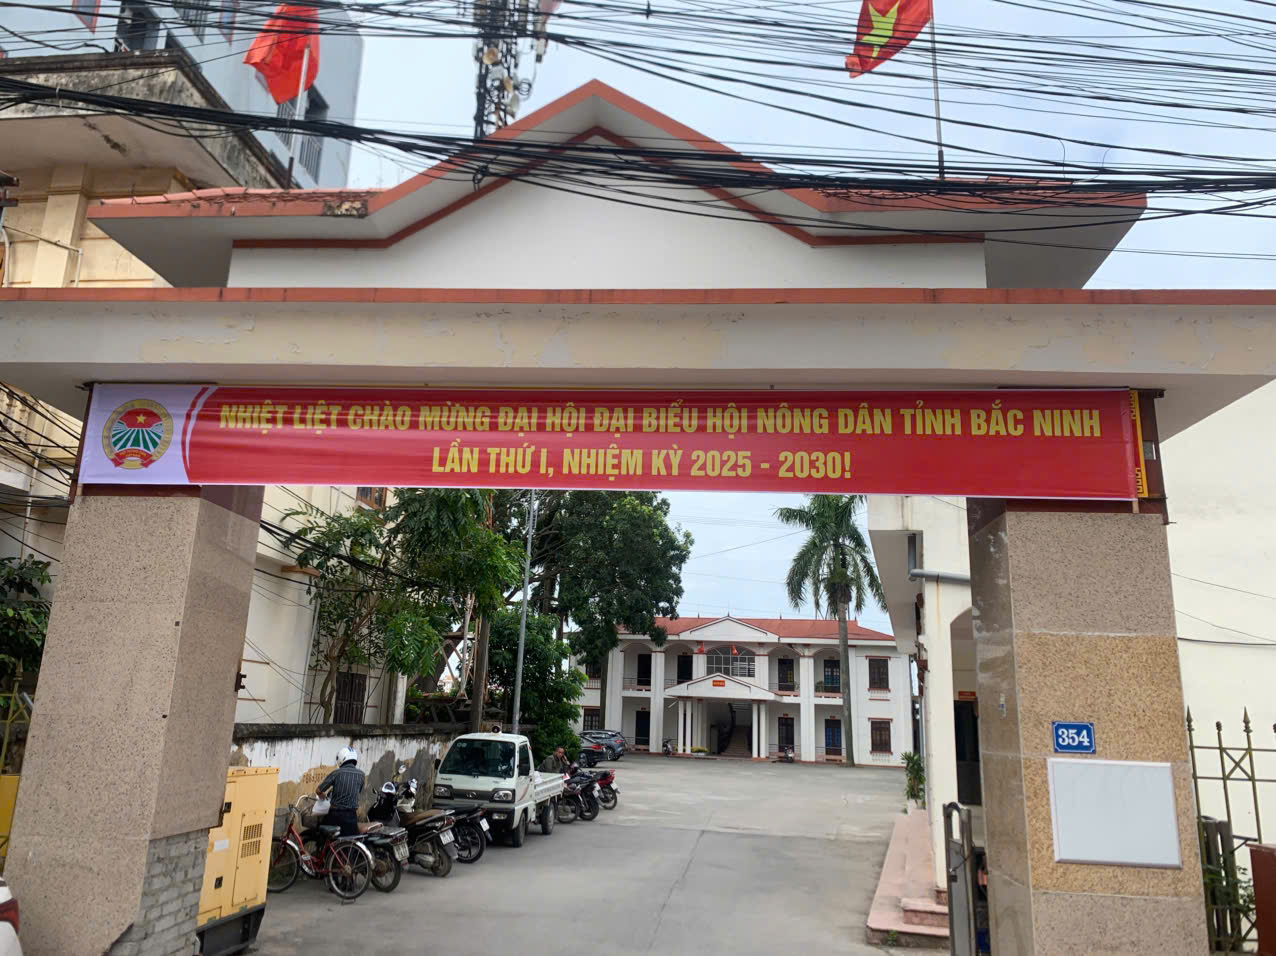 NHIỆT LIỆT CHÀO MỪNG ĐẠI HỘI ĐẠI BIỂU HỘI NÔNG DÂN TỈNH BẮC NINH
LẦN THỨ I, NHIỆM KỲ 2025 - 2030!
354